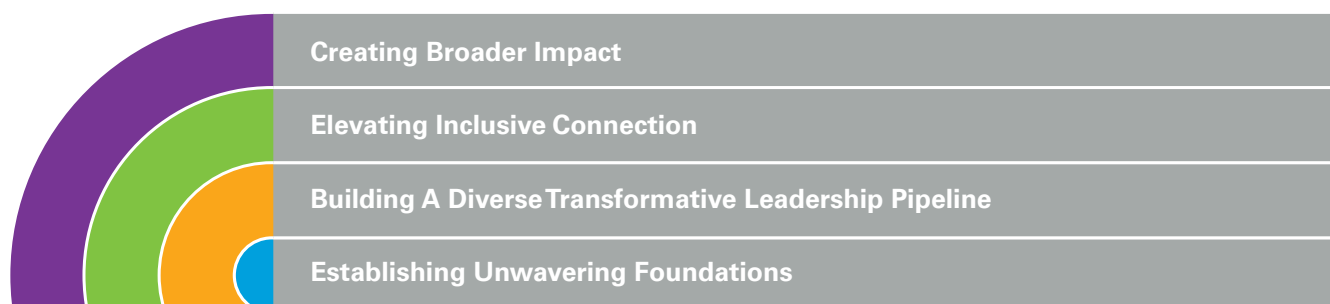 Creating Broader Impact
Elevating Inclusive Connection
Building A Diverse Transformative Leadership Pipeline
Establishing Unwavering Foundations